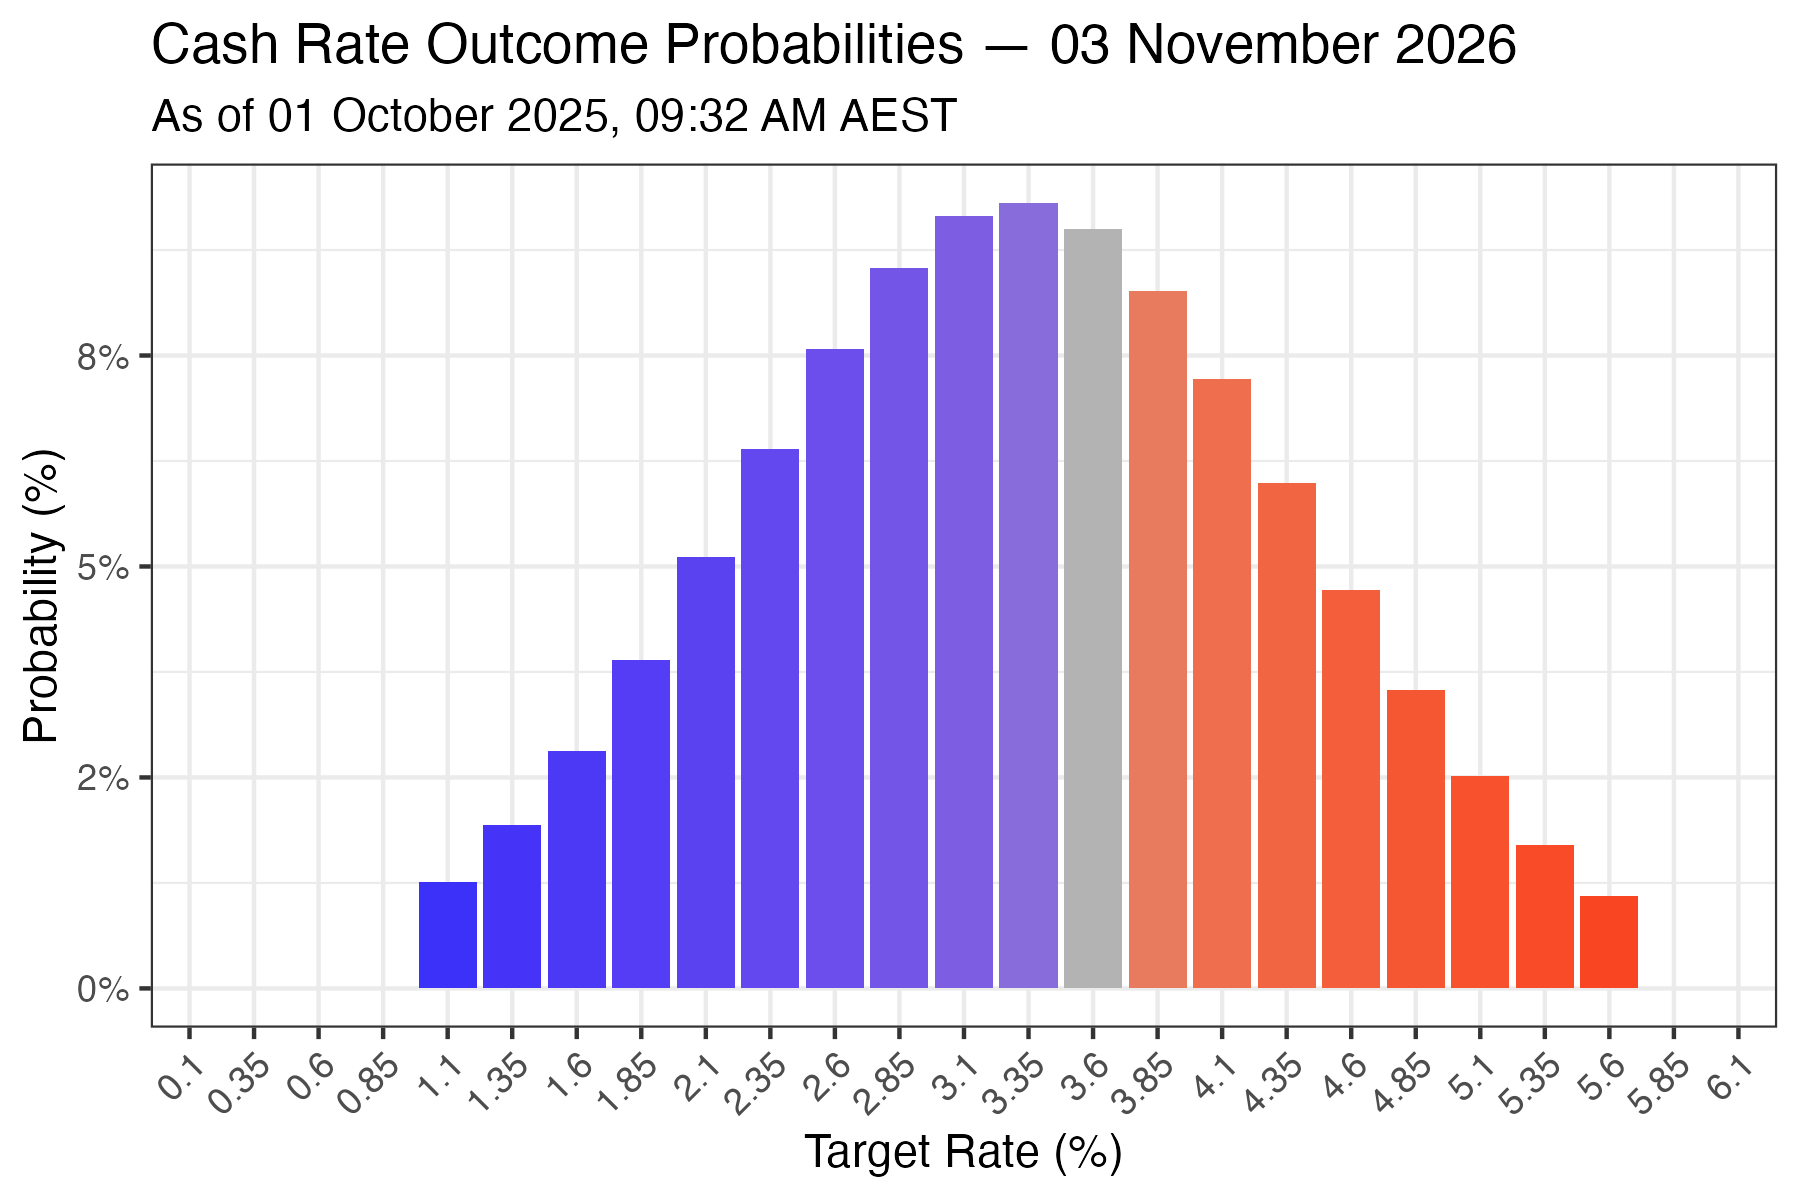 Cash Rate Outcome Probabilities — 03 November 2026
As of 01 October 2025, 09:32 AM AEST
Probability (%)
8%
5%
2%
0%
0.1 0.35 0.6 0.85 1.1 1.35 1.6 1.85 2.1 2.35 2.6 2.85 3.1 3.35 3.6 3.85 4.1 4.35 4.6 4.85 5.1 5.35 5.6 5.85 6.1
Target Rate (%)